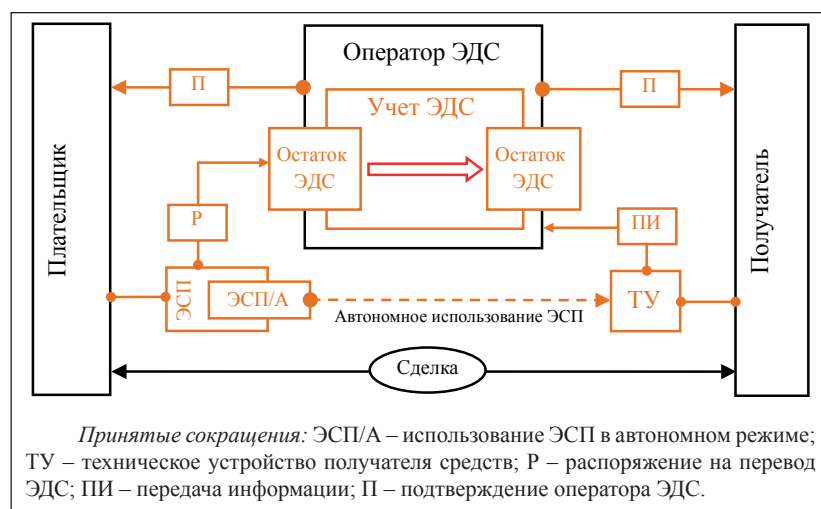 Оператор ЭДС
П
П
Учет ЭДС
Остаток
ЭДС
Остаток
ЭДС
Плательщик
Получатель
Р
ПИ
ЭСП
ЭСП/А
ТУ
Автономное использование ЭСП
Сделка
Принятые сокращения: ЭСП/А – использование ЭСП в автономном режиме;
ТУ – техническое устройство получателя средств; Р – распоряжение на перевод
ЭДС; ПИ – передача информации; П – подтверждение оператора ЭДС.